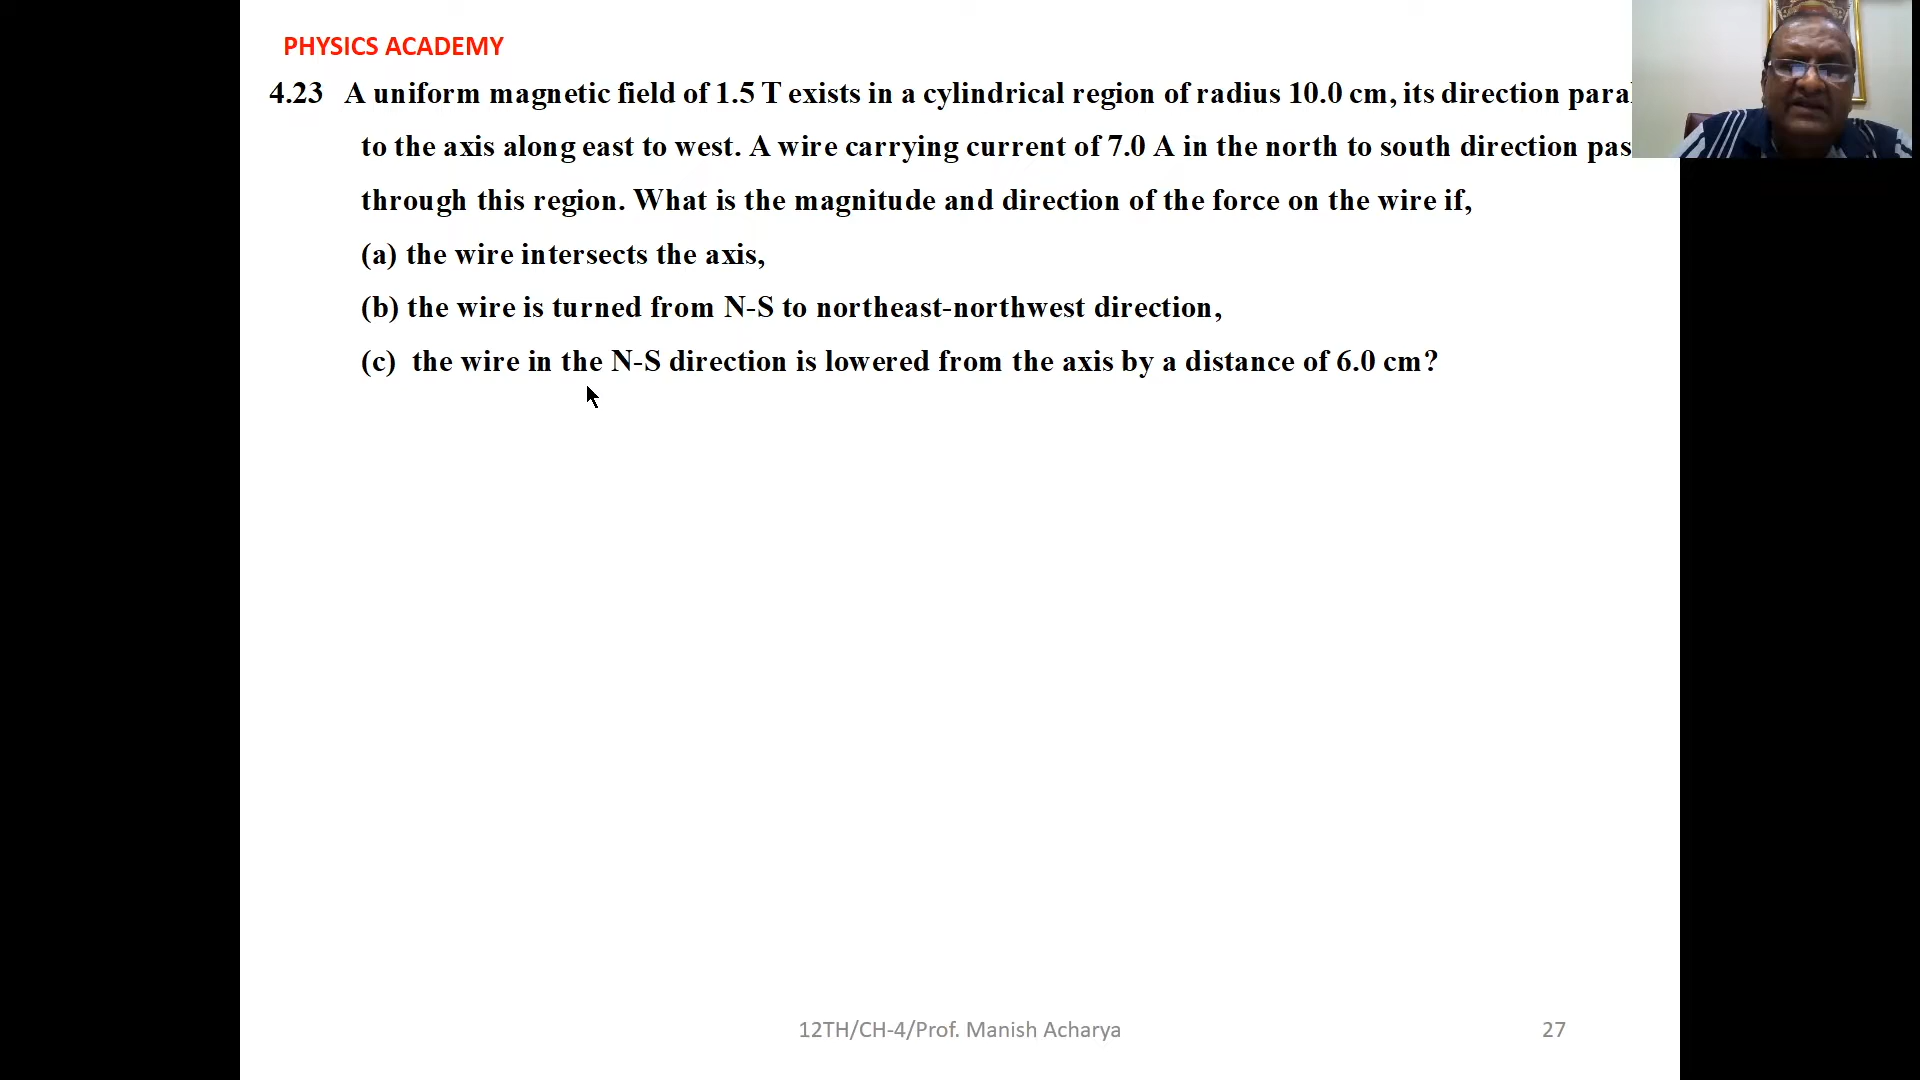 PHYSICS ACADEMY
4.23 A uniform magnetic field of 1.5 T exists in a cylindrical region of radius 10.0 cm, its direction
to the axis along east to west. A wire carrying current of 7.0 A in the north to south direction
through this region. What is the magnitude and direction of the force on the wire if,
(a) the wire intersects the axis,
(b) the wire is turned from N-S to northeast-northwest direction,
(c) the wire in the N-S direction is lowered from the axis by a distance of 6.0 cm?
12TH/CH-4/Prof. Manish Acharya
27